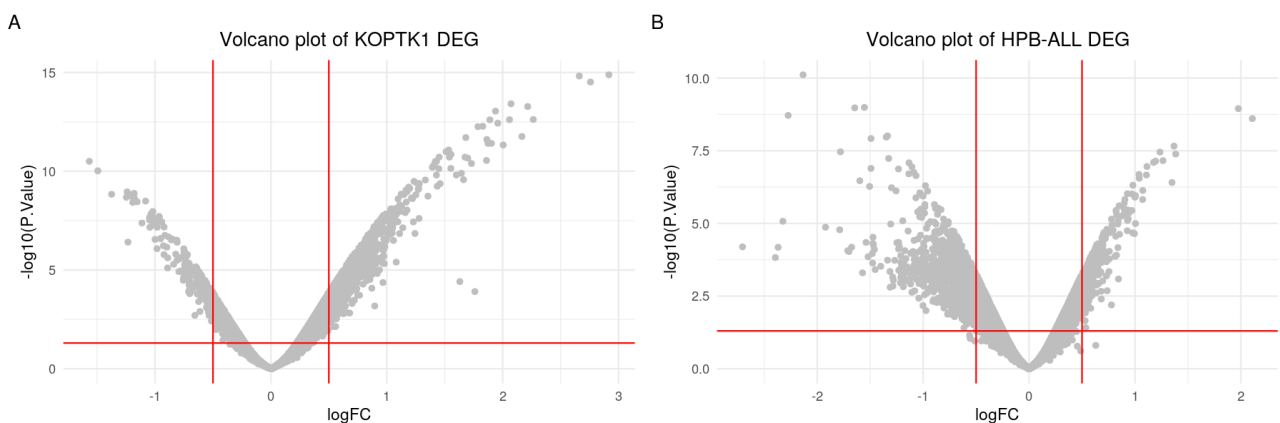 A
Volcano plot of KOPTK1 DEG
-log10(P.Value)
15
10
5
0
-1
0
1
2
3
logFC
B
Volcano plot of HPB-ALL DEG
-log10(P.Value)
10.0
7.5
5.0
2.5
0.0
-2
-1
0
1
2
logFC